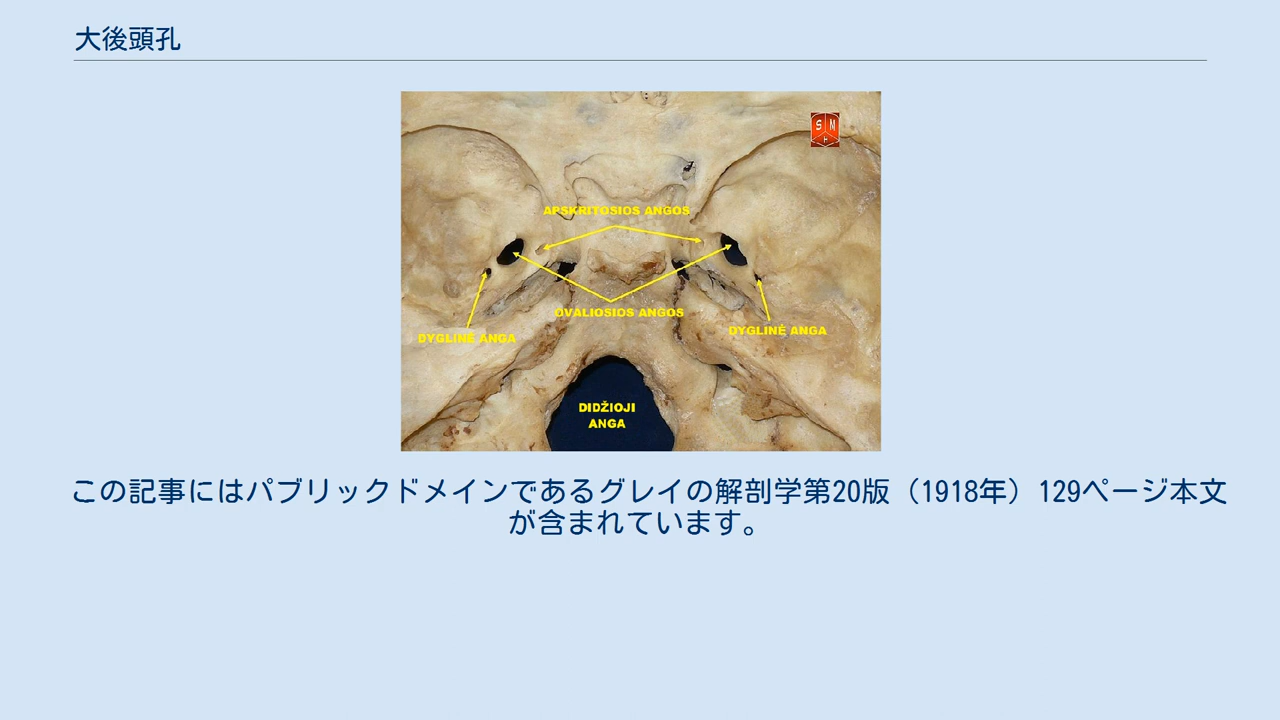 大後頭孔
S N
APSKRITOSIOS ANGOS
OVALIOSIOS ANGOS
DYGLINĖ ANGA
DYGLINĖ ANGA
DIDŽIOJI
ANGA
この記事にはパブリックドメインであるグレイの解剖学第20版（1918年）129ページ本文
が含まれています。